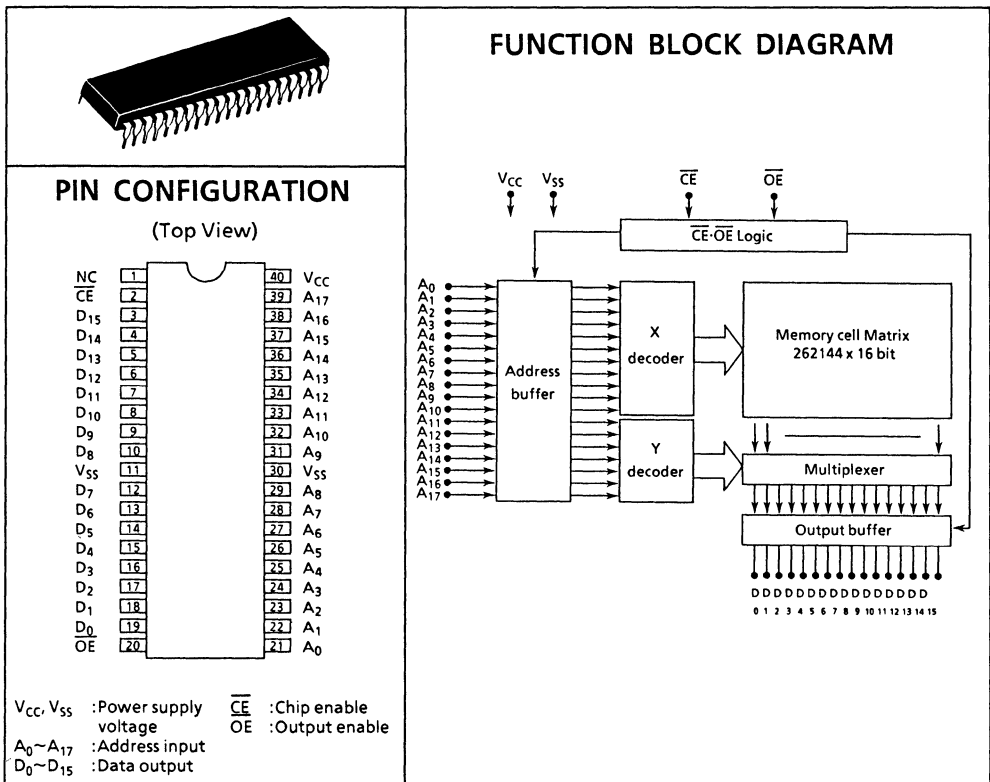 PIN CONFIGURATION
(Top View)
NC 1 40 VCC
CE 2 39 A17
D15 3 38 A16
D14 4 37 A15
D13 5 36 A14
D12 6 35 A13
D11 7 34 A12
D10 8 33 A11
D9 9 32 A10
D8 10 31 A9
VSS 11 30 VSS
D7 12 29 A8
D6 13 28 A7
D5 14 27 A6
D4 15 26 A5
D3 16 25 A4
D2 17 24 A3
D1 18 23 A2
D0 19 22 A1
OE 20 21 A0
VCC, VSS :Power supply
voltage
A0~A17 :Address input
D0~D15 :Data output
CE :Chip enable
OE :Output enable
FUNCTION BLOCK DIAGRAM
VCC VSS CE OE
CE·OE Logic
A0
A1
A2
A3
A4
A5
A6
A7
A8
A9
A10
A11
A12
A13
A14
A15
A16
A17
Address
buffer
X
decoder
Y
decoder
Memory cell Matrix
262144 x 16 bit
Multiplexer
Output buffer
D D D D D D D D D D D D D D D
0 1 2 3 4 5 6 7 8 9 10 11 12 13 14 15